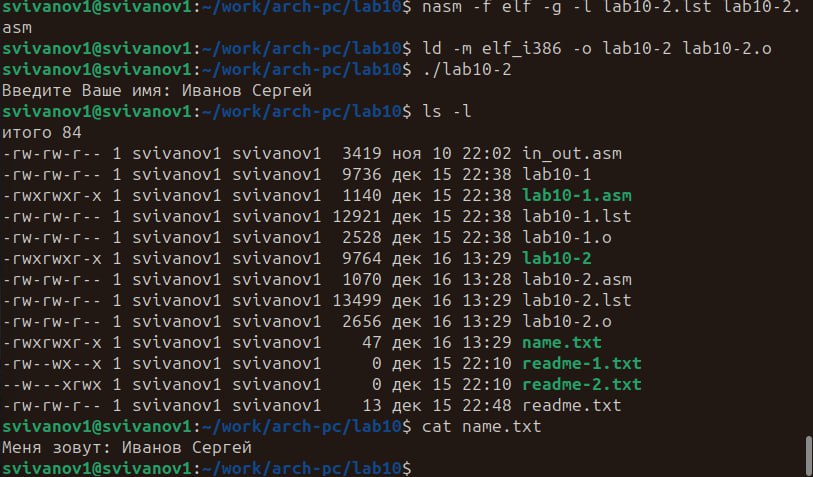 svivanov1@svivanov1:~/work/arch-pc/lab10$ nasm -f elf -g -l lab10-2.lst lab10-2.
asm
svivanov1@svivanov1:~/work/arch-pc/lab10$ ld -m elf_i386 -o lab10-2 lab10-2.o
svivanov1@svivanov1:~/work/arch-pc/lab10$ ./lab10-2
Введите Ваше имя: Иванов Сергей
svivanov1@svivanov1:~/work/arch-pc/lab10$ ls -l
итого 84
-rw-rw-r-- 1 svivanov1 svivanov1  3419 ноя 10 22:02 in_out.asm
-rw-rw-r-- 1 svivanov1 svivanov1  9736 дек 15 22:38 lab10-1
-rwxrwxr-x 1 svivanov1 svivanov1  1140 дек 15 22:38 lab10-1.asm
-rw-rw-r-- 1 svivanov1 svivanov1 12921 дек 15 22:38 lab10-1.lst
-rw-rw-r-- 1 svivanov1 svivanov1  2528 дек 15 22:38 lab10-1.o
-rwxrwxr-x 1 svivanov1 svivanov1  9764 дек 16 13:29 lab10-2
-rw-rw-r-- 1 svivanov1 svivanov1  1070 дек 16 13:28 lab10-2.asm
-rw-rw-r-- 1 svivanov1 svivanov1 13499 дек 16 13:29 lab10-2.lst
-rw-rw-r-- 1 svivanov1 svivanov1  2656 дек 16 13:29 lab10-2.o
-rwxrwxr-x 1 svivanov1 svivanov1    47 дек 16 13:29 name.txt
-rw--wx--x 1 svivanov1 svivanov1     0 дек 15 22:10 readme-1.txt
--w---xrwx 1 svivanov1 svivanov1     0 дек 15 22:10 readme-2.txt
-rw-rw-r-- 1 svivanov1 svivanov1    13 дек 15 22:48 readme.txt
svivanov1@svivanov1:~/work/arch-pc/lab10$ cat name.txt
Меня зовут: Иванов Сергей
svivanov1@svivanov1:~/work/arch-pc/lab10$